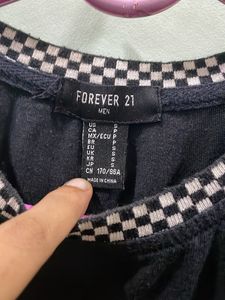 FOREVER 21
MEN
US S
CA P
MX/ECU P
BR P
EU S
UK S
KR S
JP S
CN 170/88A
MADE IN CHINA